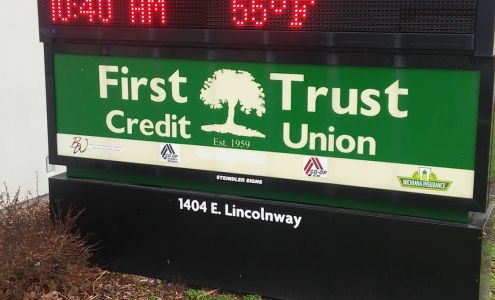 10:40 AM 66°F
First Trust
Credit Union
Est. 1959
CO-OP
CO-OP
MICHIANA INSURANCE
STEINDLER SIGNS
1404 E. Lincolnway